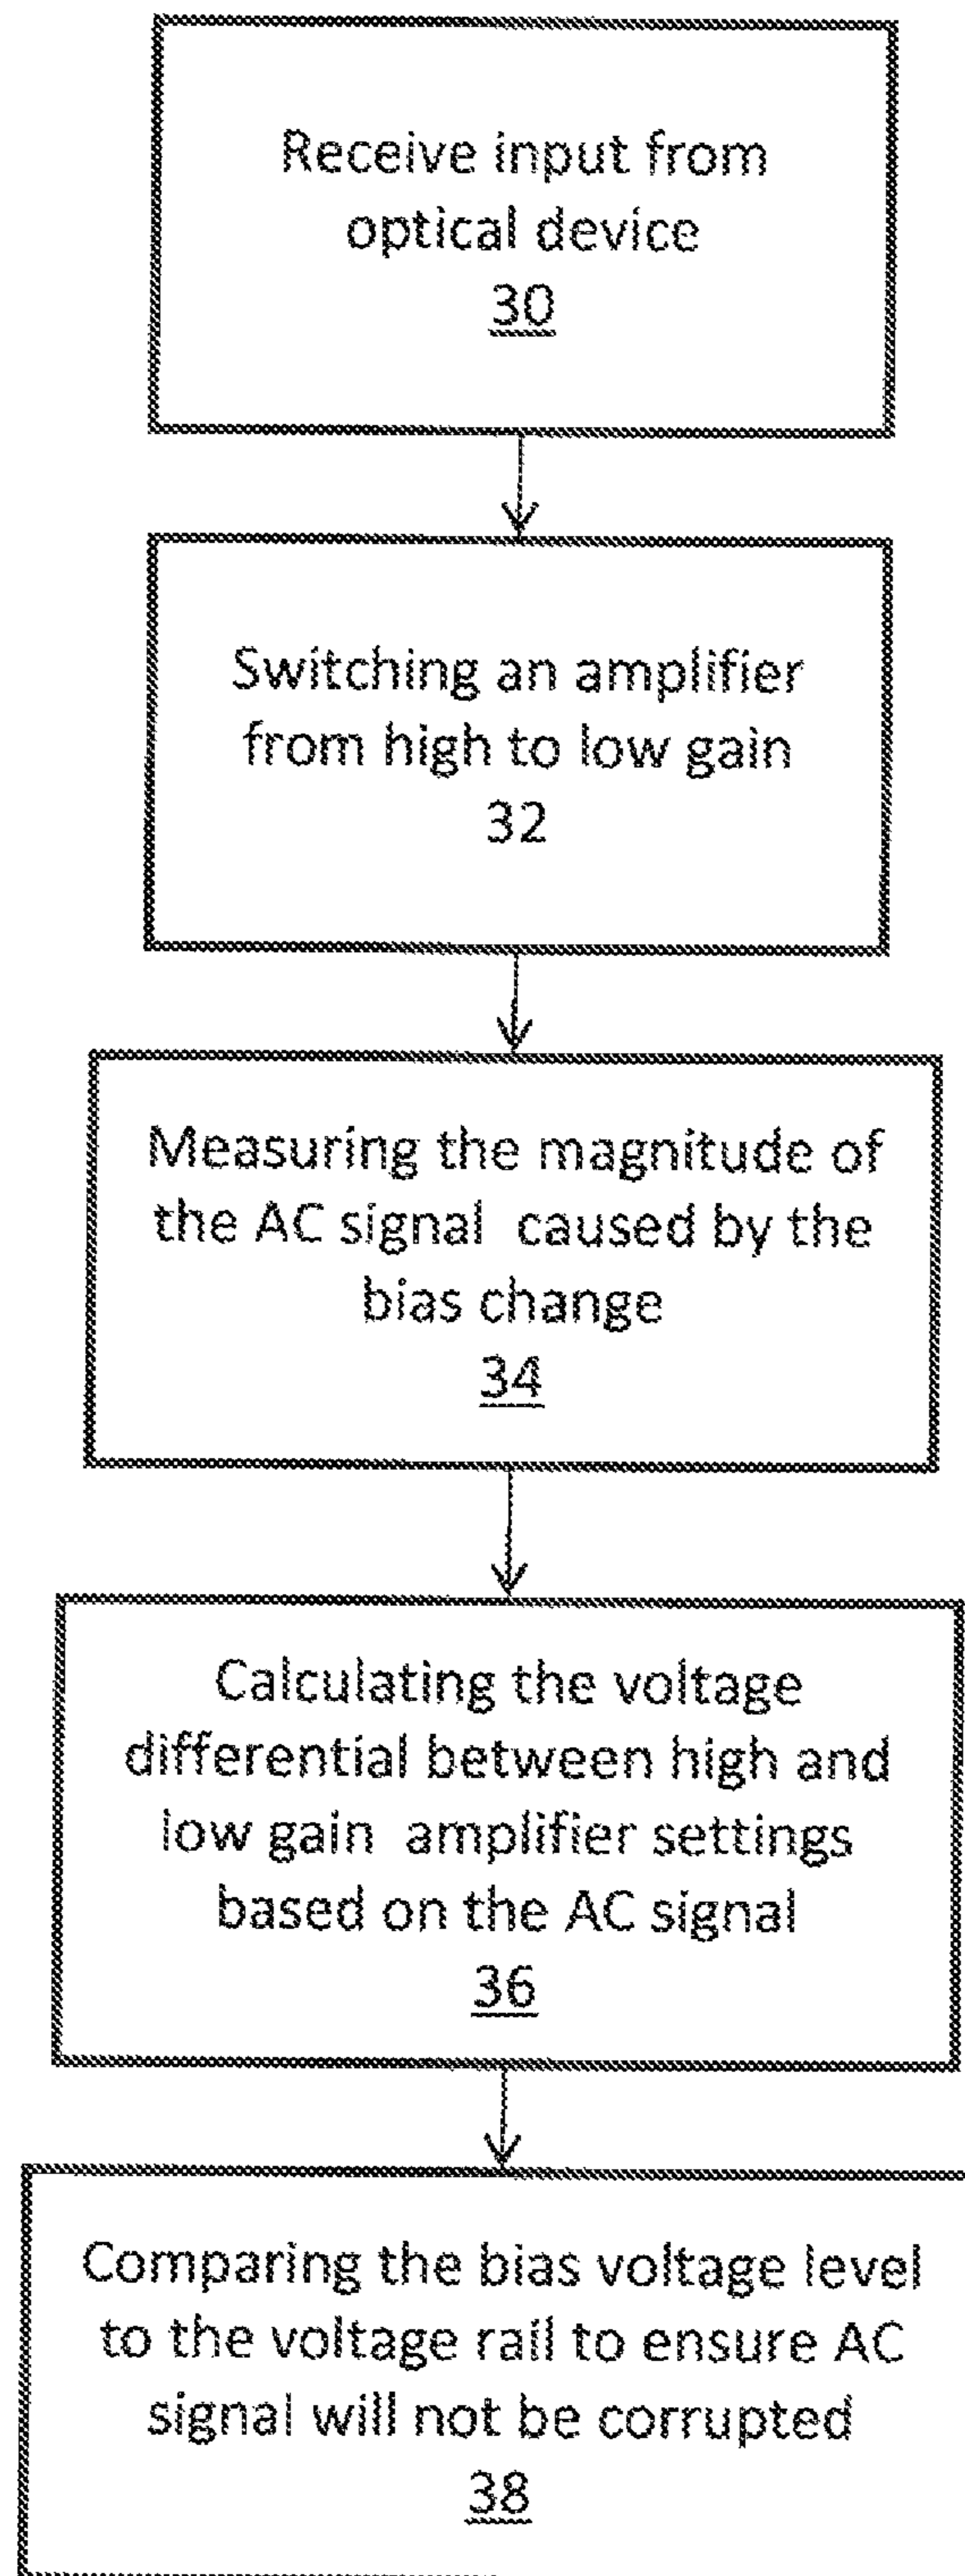 Receive input from
optical device
30
Switching an amplifier
from high to low gain
32
Measuring the magnitude of
the AC signal caused by the
bias change
34
Calculating the voltage
differential between high and
low gain amplifier settings
based on the AC signal
36
Comparing the bias voltage level
to the voltage rail to ensure AC
signal will not be corrupted
38